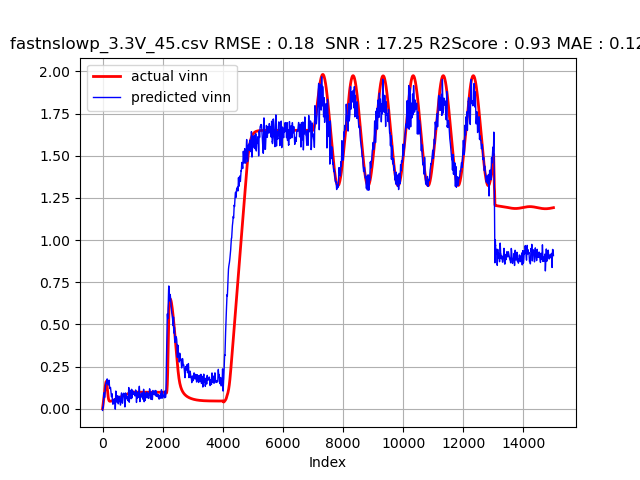 fastnslowp_3.3V_45.csv RMSE : 0.18  SNR : 17.25 R2Score : 0.93 MAE : 0.12
actual vinn
predicted vinn
2.00
1.75
1.50
1.25
1.00
0.75
0.50
0.25
0.00
0 2000 4000 6000 8000 10000 12000 14000
Index